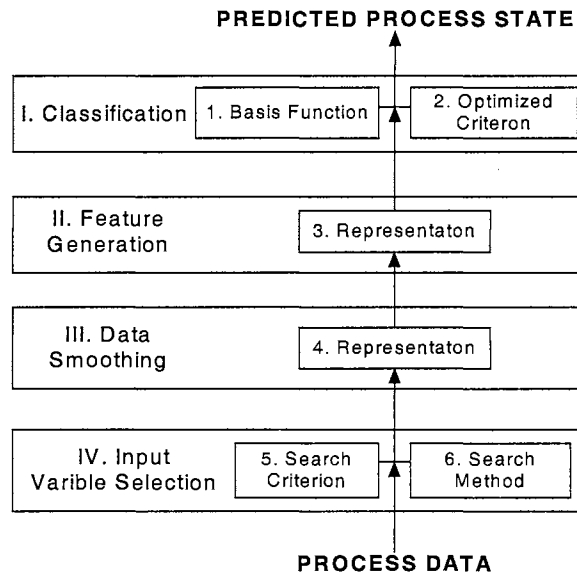 PREDICTED PROCESS STATE
I. Classification
1. Basis Function
2. Optimized
Criteron
II. Feature
Generation
3. Representaton
III. Data
Smoothing
4. Representaton
IV. Input
Varible Selection
5. Search
Criterion
6. Search
Method
PROCESS DATA